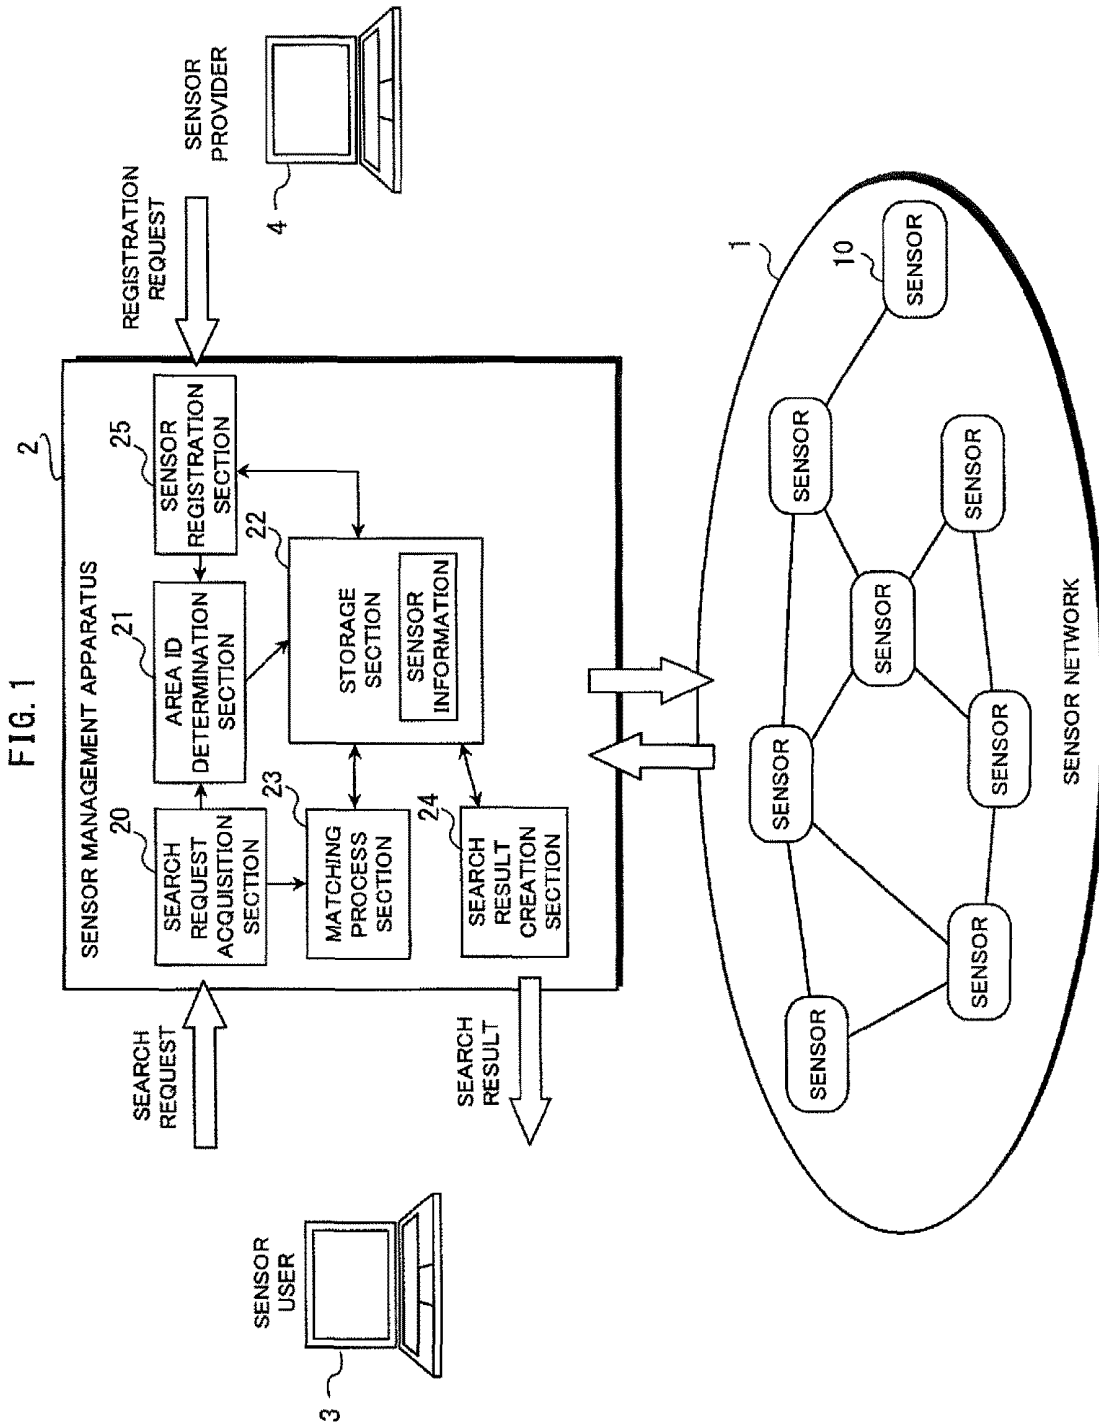 FIG.1
SENSOR MANAGEMENT APPARATUS
2
SEARCH
REQUEST
20
SEARCH
REQUEST
ACQUISITION
SECTION
21
AREA ID
DETERMINATION
SECTION
25
SENSOR
REGISTRATION
SECTION
REGISTRATION
REQUEST
SENSOR
PROVIDER
4
SENSOR
USER
3
23
MATCHING
PROCESS
SECTION
22
STORAGE
SECTION
SENSOR
INFORMATION
SEARCH
RESULT
24
SEARCH
RESULT
CREATION
SECTION
1
10
SENSOR
SENSOR
SENSOR
SENSOR
SENSOR
SENSOR
SENSOR
SENSOR
SENSOR NETWORK